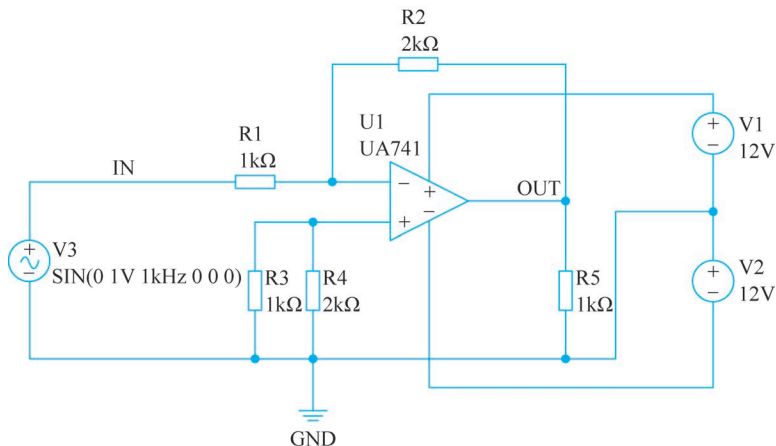 R2
2kΩ
U1
UA741
R1
1kΩ
IN
V1
12V
+
−
−
+
+
−
OUT
+
−
V3
SIN(0 1V 1kHz 0 0 0)
R3
1kΩ
R4
2kΩ
R5
1kΩ
+
−
V2
12V
GND